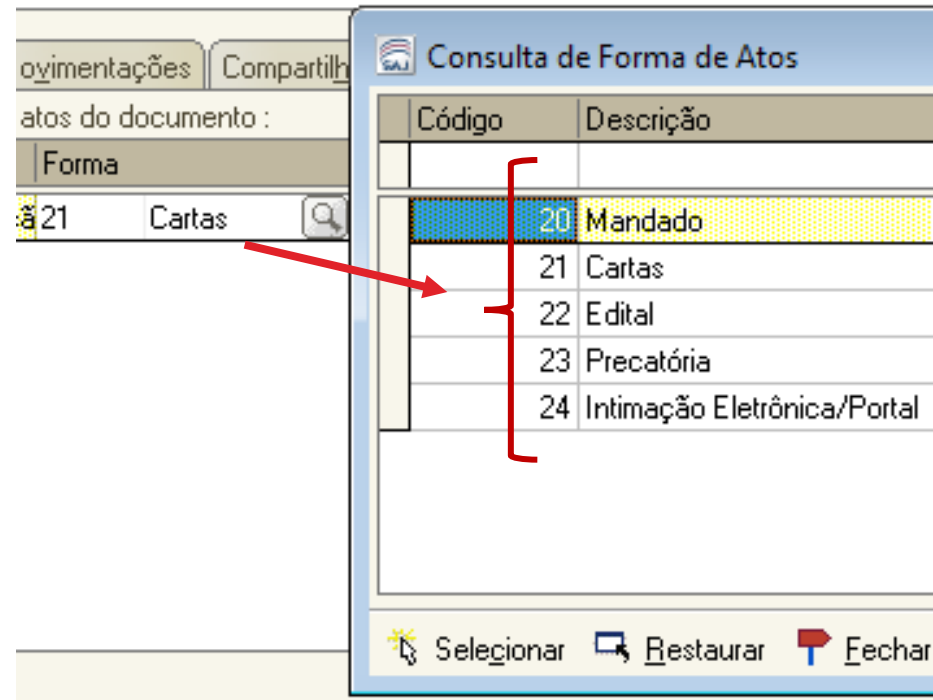 Consulta de Forma de Atos
ovimentações Compartilh
atos do documento :
Forma
ã 21 Cartas
Código Descrição
20 Mandado
21 Cartas
22 Edital
23 Precatória
24 Intimação Eletrônica/Portal
Selecionar Restaurar Fechar